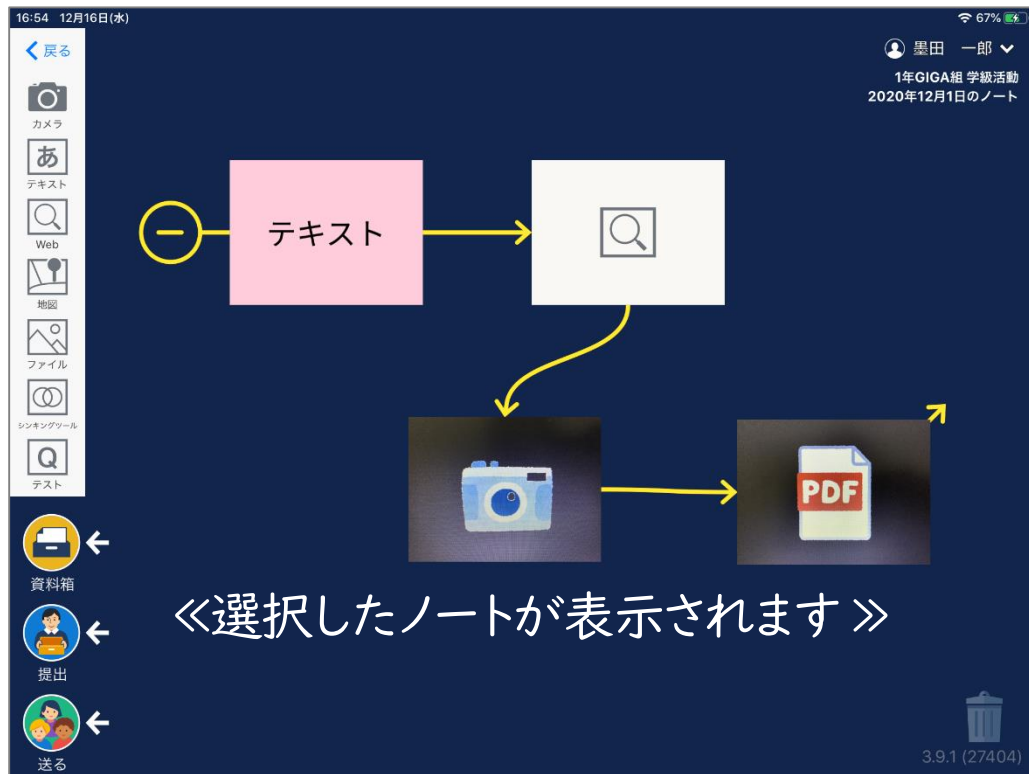 16:54 12月16日(水)
67%
戻る
墨田 一郎
1年GIGA組 学級活動
2020年12月1日のノート
カメラ
あ
テキスト
Web
地図
ファイル
シンキングツール
Q
テスト
テキスト
PDF
資料箱
≪選択したノートが表示されます≫
提出
送る
3.9.1 (27404)